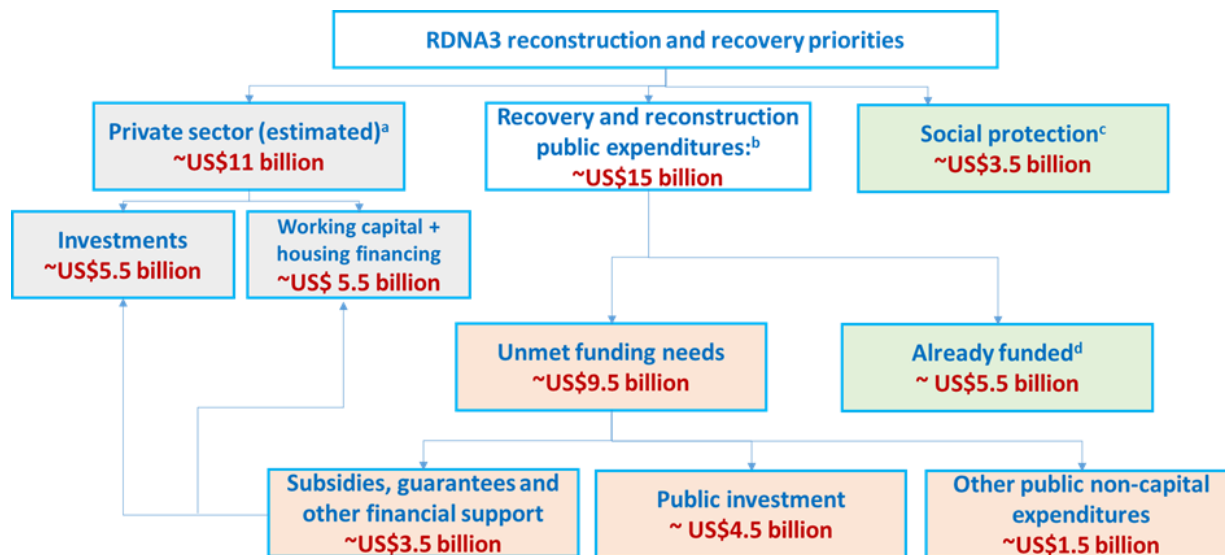 RDNA3 reconstruction and recovery priorities
Private sector (estimated)ᵃ
~US$11 billion
Recovery and reconstruction
public expenditures:ᵇ
~US$15 billion
Social protectionᶜ
~US$3.5 billion
Investments
~US$5.5 billion
Working capital +
housing financing
~US$ 5.5 billion
Unmet funding needs
~US$9.5 billion
Already fundedᵈ
~ US$5.5 billion
Subsidies, guarantees and
other financial support
~US$3.5 billion
Public investment
~ US$4.5 billion
Other public non-capital
expenditures
~US$1.5 billion